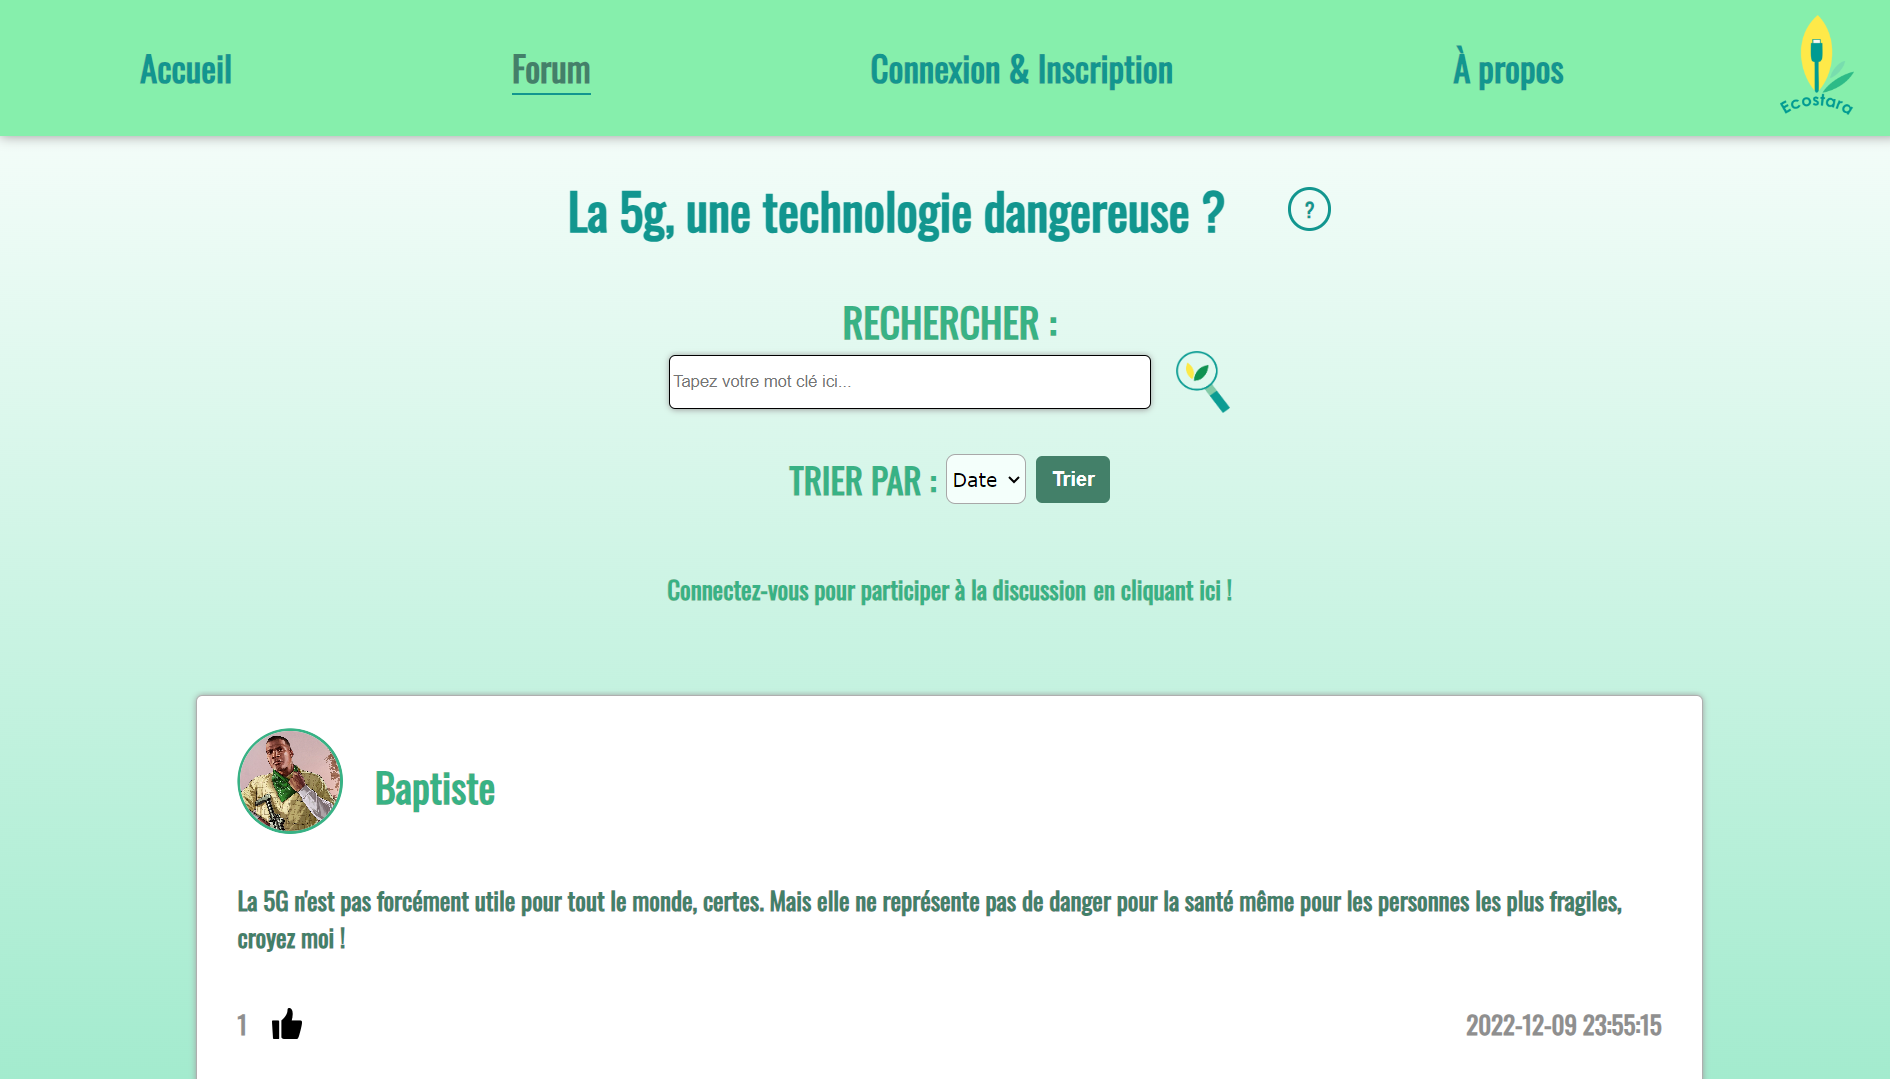 Accueil
Forum
Connexion & Inscription
À propos
Ecostara
La 5g, une technologie dangereuse ?
?
RECHERCHER :
Tapez votre mot clé ici...
TRIER PAR :
Date
Trier
Connectez-vous pour participer à la discussion en cliquant ici !
Baptiste
La 5G n'est pas forcément utile pour tout le monde, certes. Mais elle ne représente pas de danger pour la santé même pour les personnes les plus fragiles,
croyez moi !
1
2022-12-09 23:55:15